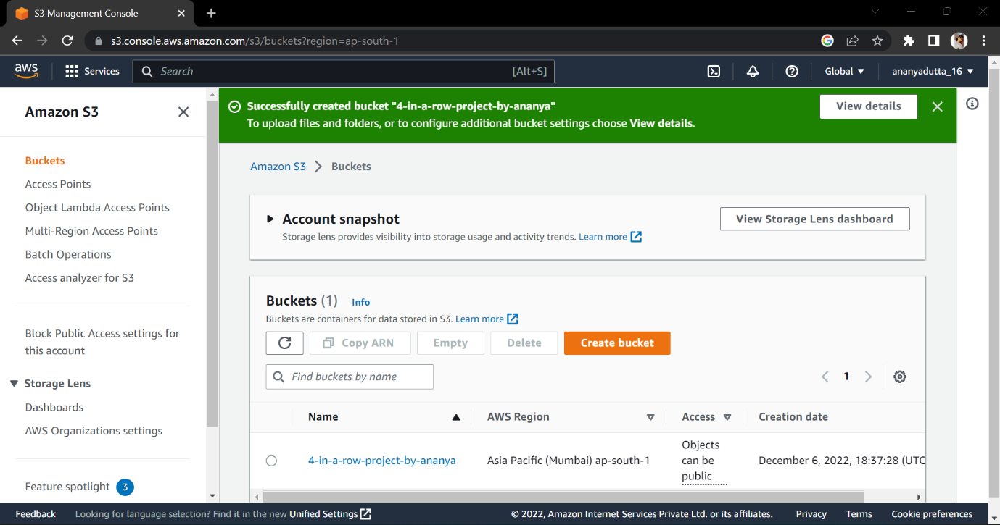 S3 Management Console
s3.console.aws.amazon.com/s3/buckets?region=ap-south-1
aws
Services
Search
[Alt+S]
Global
ananyadutta_16
Amazon S3
Buckets
Access Points
Object Lambda Access Points
Multi-Region Access Points
Batch Operations
Access analyzer for S3
Block Public Access settings for
this account
Storage Lens
Dashboards
AWS Organizations settings
Feature spotlight 3
Successfully created bucket "4-in-a-row-project-by-ananya"
To upload files and folders, or to configure additional bucket settings choose View details.
View details
Amazon S3 > Buckets
Account snapshot
Storage lens provides visibility into storage usage and activity trends. Learn more
View Storage Lens dashboard
Buckets (1) Info
Buckets are containers for data stored in S3. Learn more
Copy ARN
Empty
Delete
Create bucket
Find buckets by name
1
Name
AWS Region
Access
Creation date
4-in-a-row-project-by-ananya
Asia Pacific (Mumbai) ap-south-1
Objects
can be
public
December 6, 2022, 18:37:28 (UTC
Feedback
Looking for language selection? Find it in the new Unified Settings
© 2022, Amazon Internet Services Private Ltd. or its affiliates.
Privacy
Terms
Cookie preferences